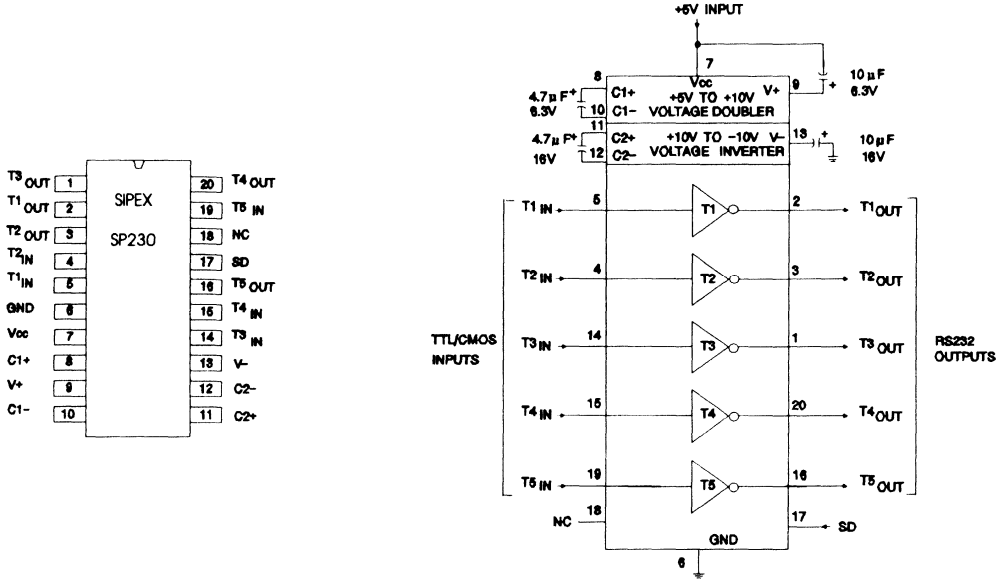 T3 OUT 1 20 T4 OUT
T1 OUT 2 SIPEX 19 T5 IN
T2 OUT 3 SP230 18 NC
T2 IN 4 17 SD
T1 IN 5 16 T5 OUT
GND 6 15 T4 IN
Vcc 7 14 T3 IN
C1+ 8 13 V-
V+ 9 12 C2-
C1- 10 11 C2+
+5V INPUT
7
8 Vcc 9
4.7µF + C1+ +5V TO +10V V+ + 10µF
6.3V 10 C1- VOLTAGE DOUBLER 6.3V
11
4.7µF + C2+ +10V TO -10V V- 13 + 10µF
16V 12 C2- VOLTAGE INVERTER 16V
T1 IN 5 T1 2 T1 OUT
T2 IN 4 T2 3 T2 OUT
TTL/CMOS
INPUTS
T3 IN 14 T3 1 T3 OUT
RS232
OUTPUTS
T4 IN 15 T4 20 T4 OUT
T5 IN 19 T5 16 T5 OUT
NC 18 17 SD
GND
6